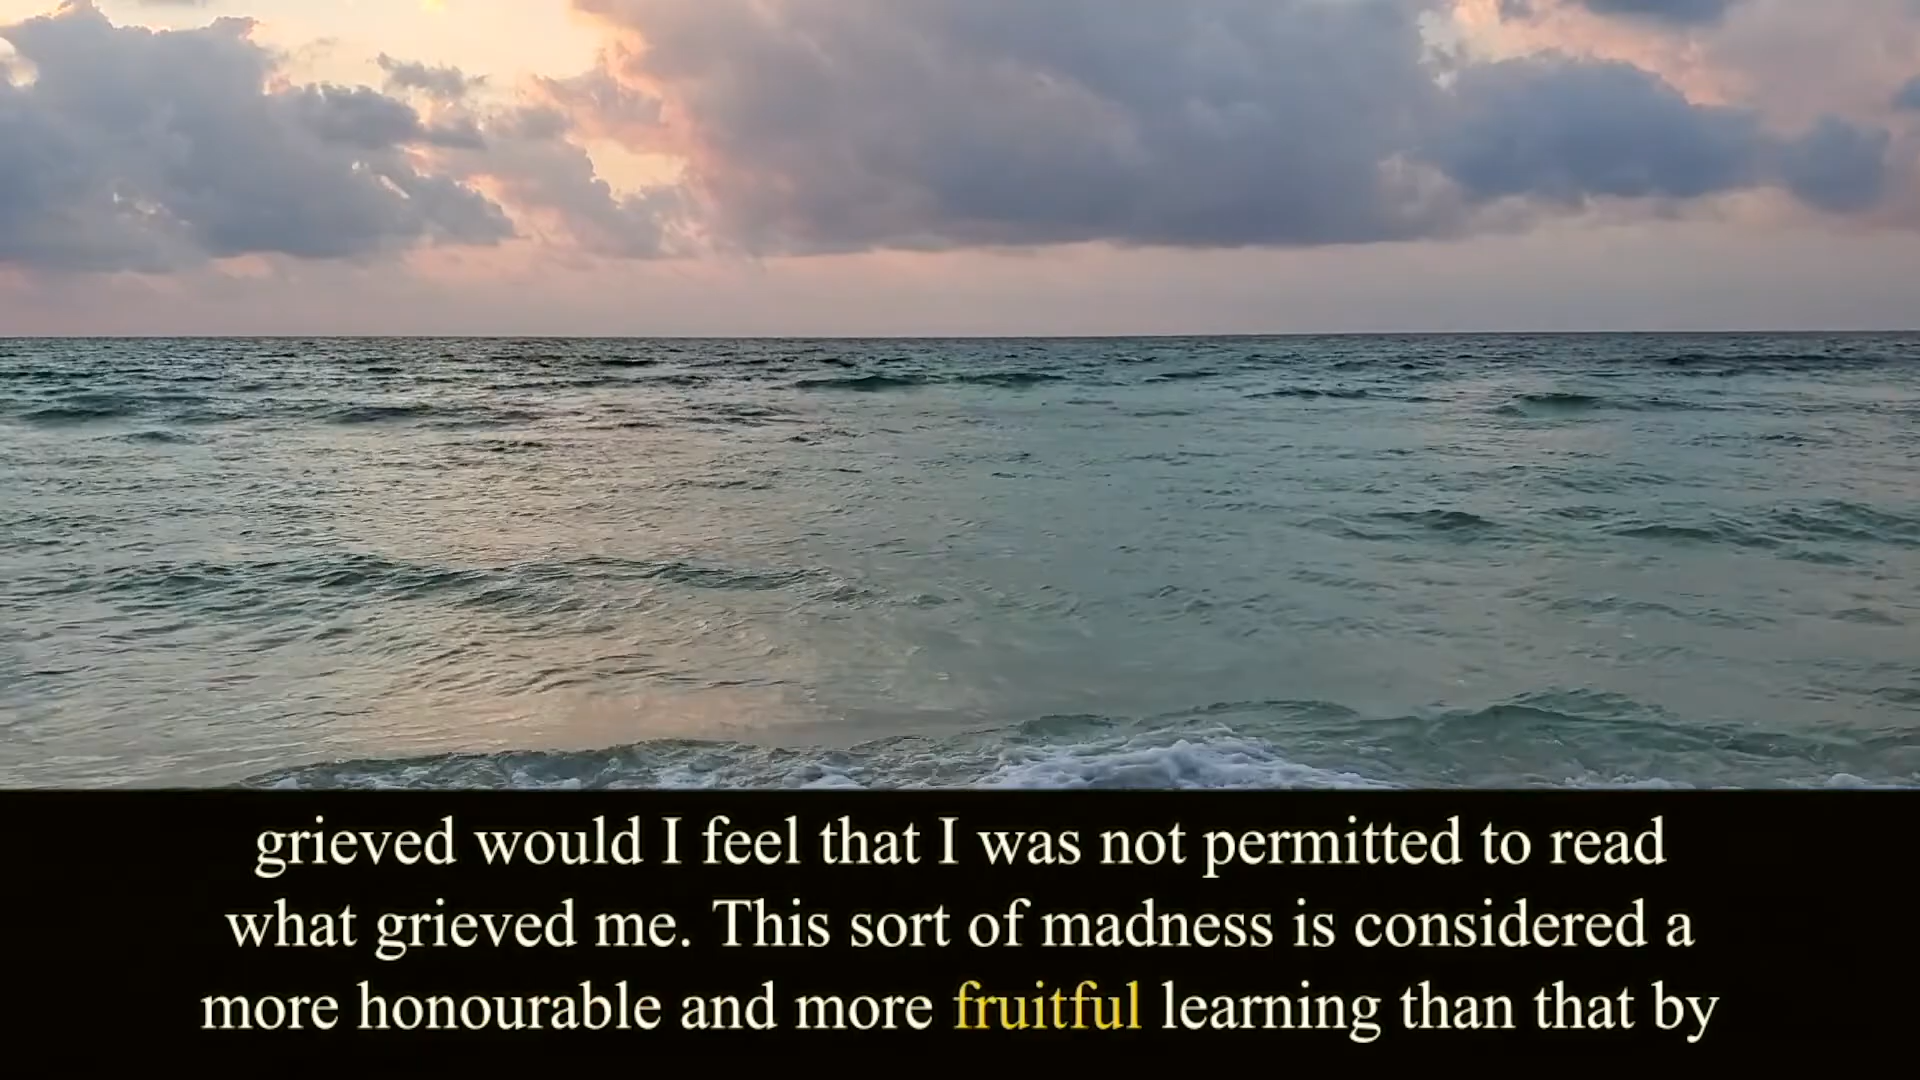 grieved would I feel that I was not permitted to read
what grieved me. This sort of madness is considered a
more honourable and more fruitful learning than that by